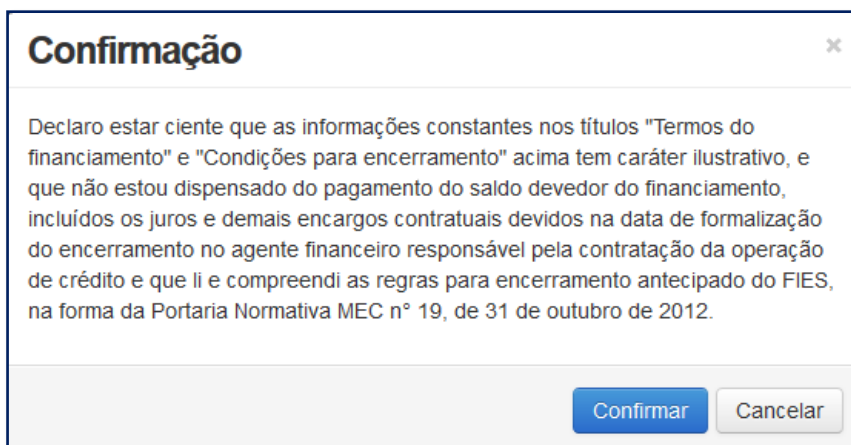 Confirmação
×
Declaro estar ciente que as informações constantes nos títulos "Termos do
financiamento" e "Condições para encerramento" acima tem caráter ilustrativo, e
que não estou dispensado do pagamento do saldo devedor do financiamento,
incluídos os juros e demais encargos contratuais devidos na data de formalização
do encerramento no agente financeiro responsável pela contratação da operação
de crédito e que li e compreendi as regras para encerramento antecipado do FIES,
na forma da Portaria Normativa MEC n° 19, de 31 de outubro de 2012.
Confirmar
Cancelar